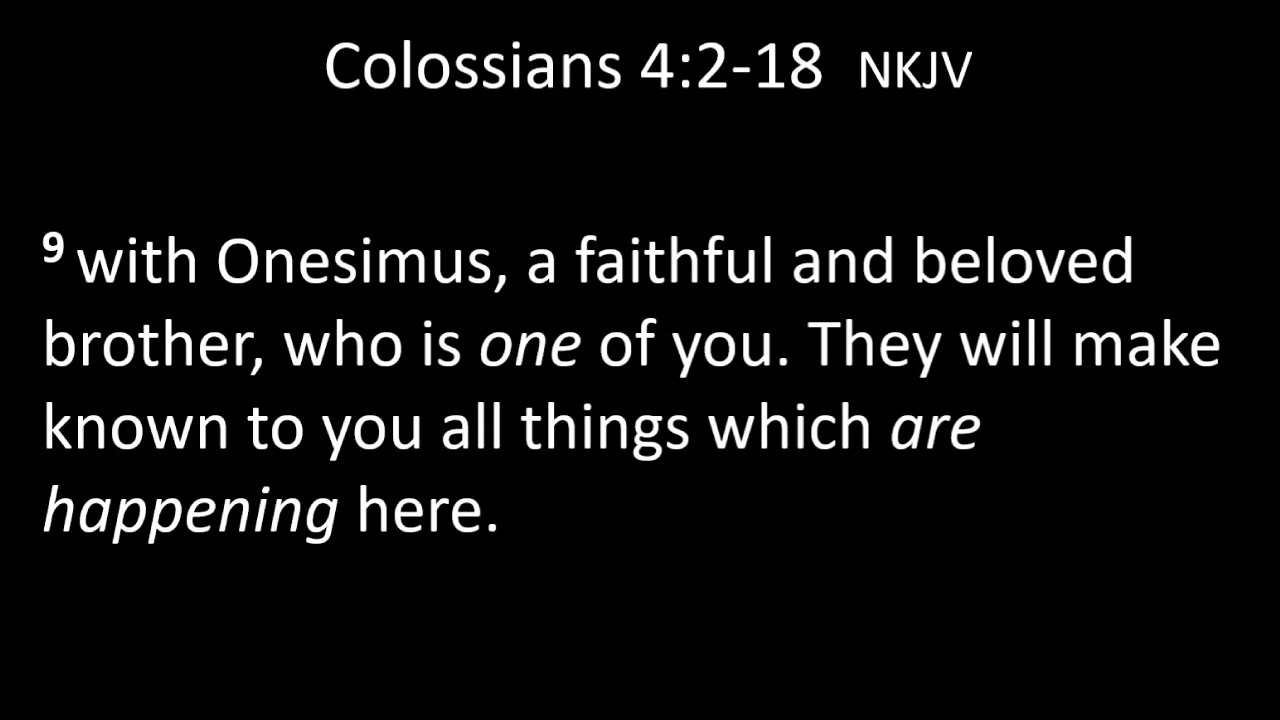 Colossians 4:2-18 NKJV
9 with Onesimus, a faithful and beloved
brother, who is one of you. They will make
known to you all things which are
happening here.